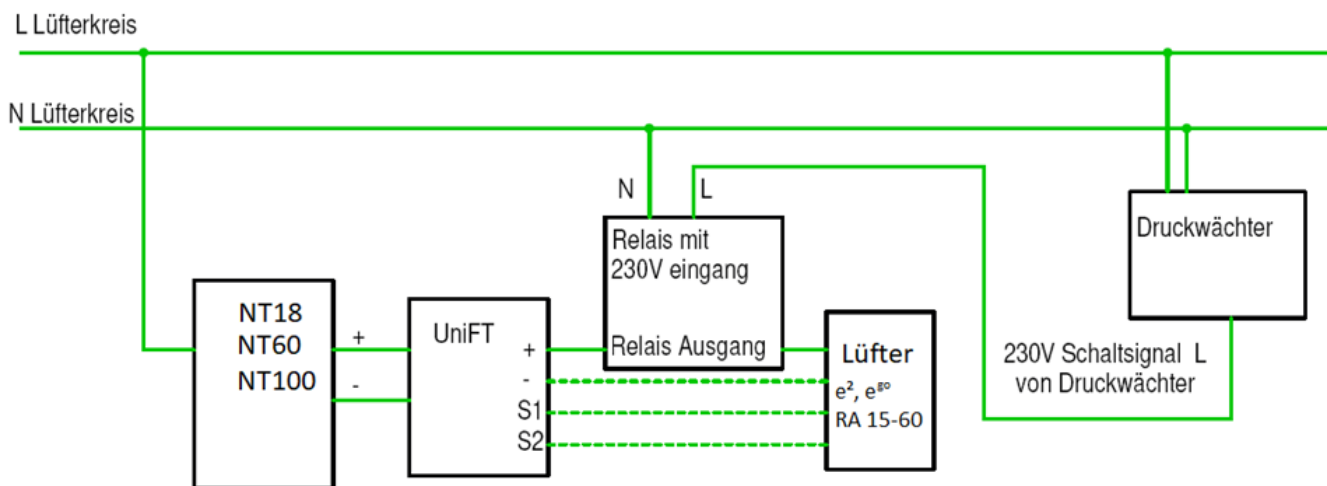 L Lüfterkreis
N Lüfterkreis
N
L
Relais mit
230V eingang
Relais Ausgang
Druckwächter
NT18
NT60
NT100
+
-
UniFT
+
-
S1
S2
Lüfter
e², eᵍᵒ
RA 15-60
230V Schaltsignal L
von Druckwächter